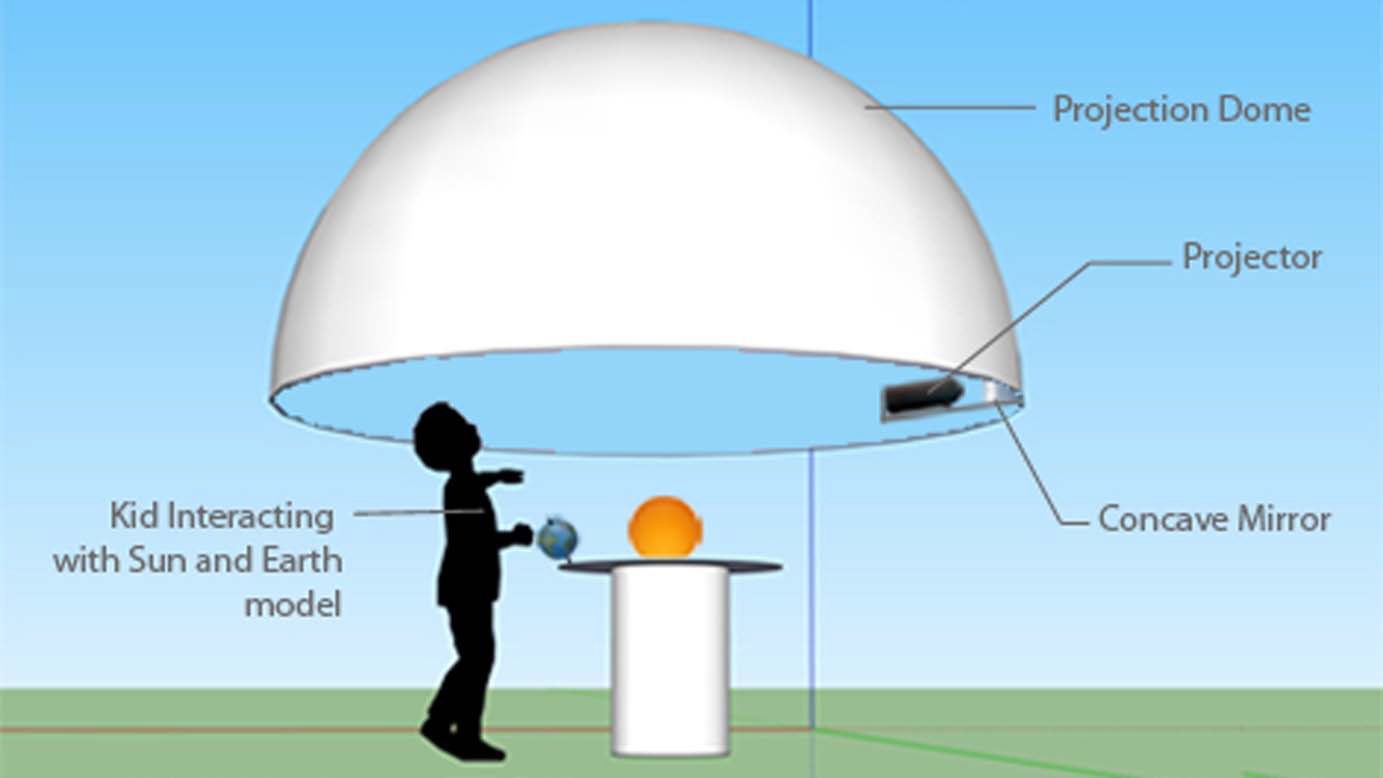 Projection Dome
Projector
Kid Interacting
with Sun and Earth
model
Concave Mirror